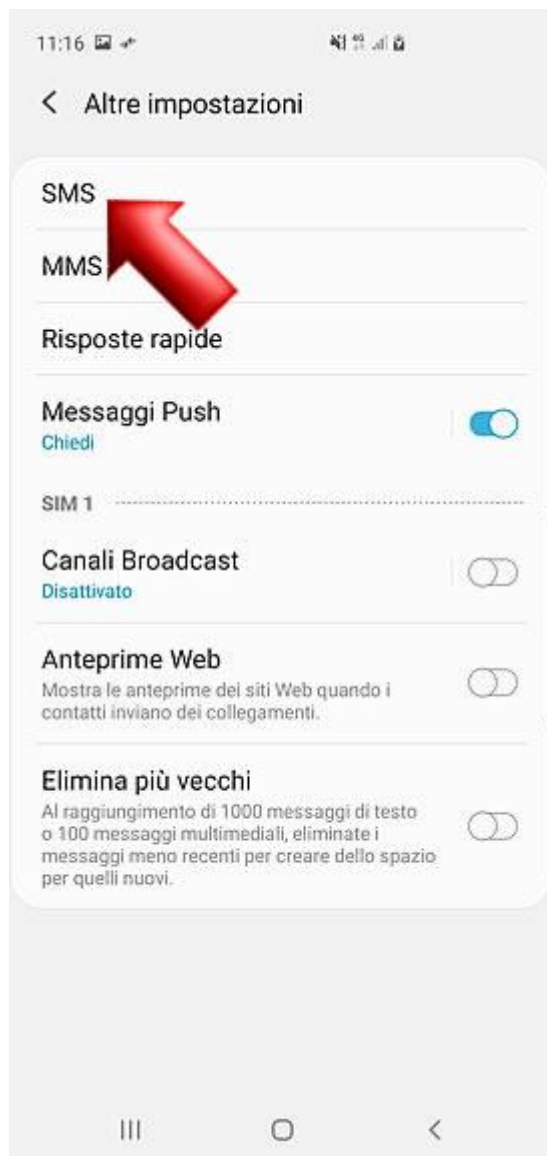 11:16
Altre impostazioni
SMS
MMS
Risposte rapide
Messaggi Push
Chiedi
SIM 1
Canali Broadcast
Disattivato
Anteprime Web
Mostra le anteprime dei siti Web quando i
contatti inviano dei collegamenti.
Elimina più vecchi
Al raggiungimento di 1000 messaggi di testo
o 100 messaggi multimediali, eliminate i
messaggi meno recenti per creare dello spazio
per quelli nuovi.